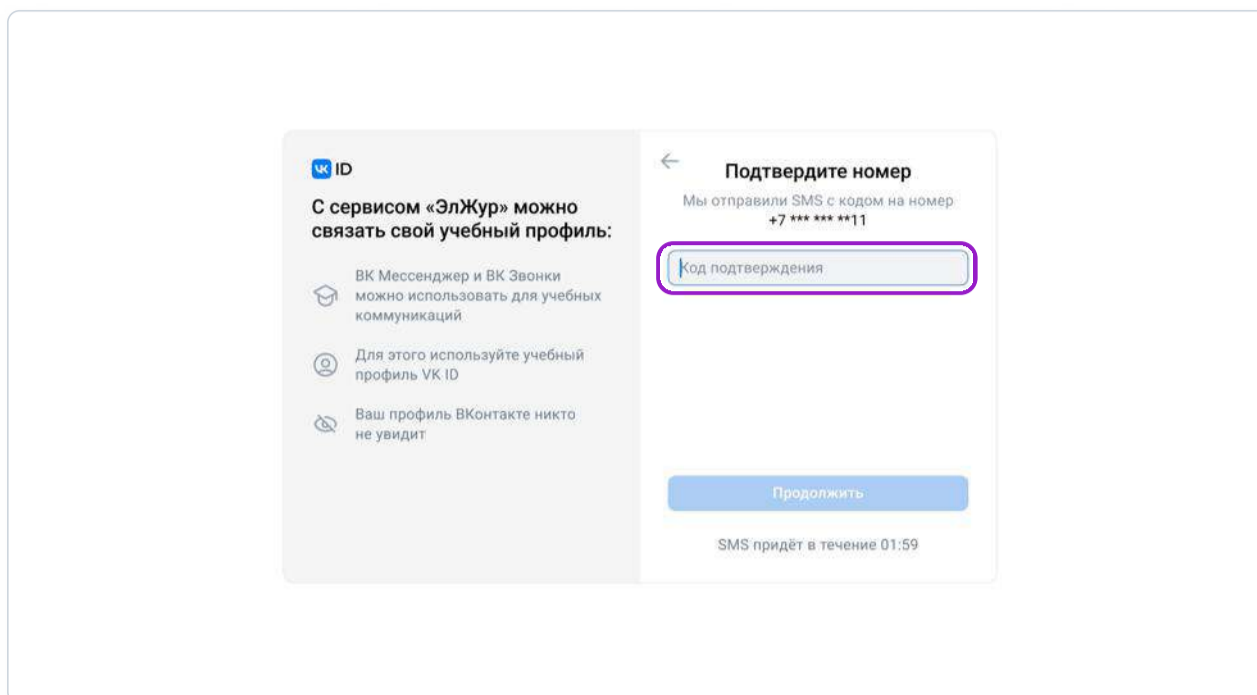 VK ID
С сервисом «ЭлЖур» можно
связать свой учебный профиль:
ВК Мессенджер и ВК Звонки
можно использовать для учебных
коммуникаций
Для этого используйте учебный
профиль VK ID
Ваш профиль ВКонтакте никто
не увидит
Подтвердите номер
Мы отправили SMS с кодом на номер
+7 *** *** **11
Код подтверждения
Продолжить
SMS придёт в течение 01:59